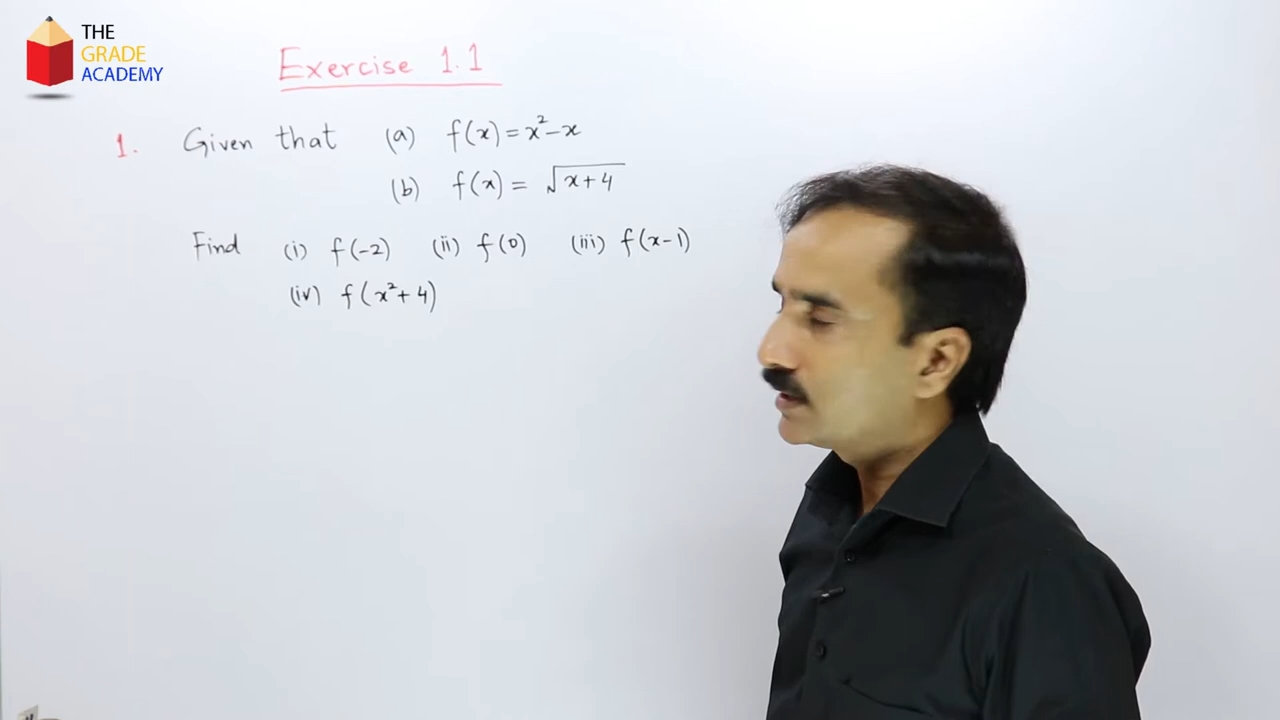 THE
GRADE
ACADEMY
Exercise 1.1
1. Given that (a) f(x) = x² - x
(b) f(x) = √(x+4)
Find (i) f(-2) (ii) f(0) (iii) f(x-1)
(iv) f(x² + 4)